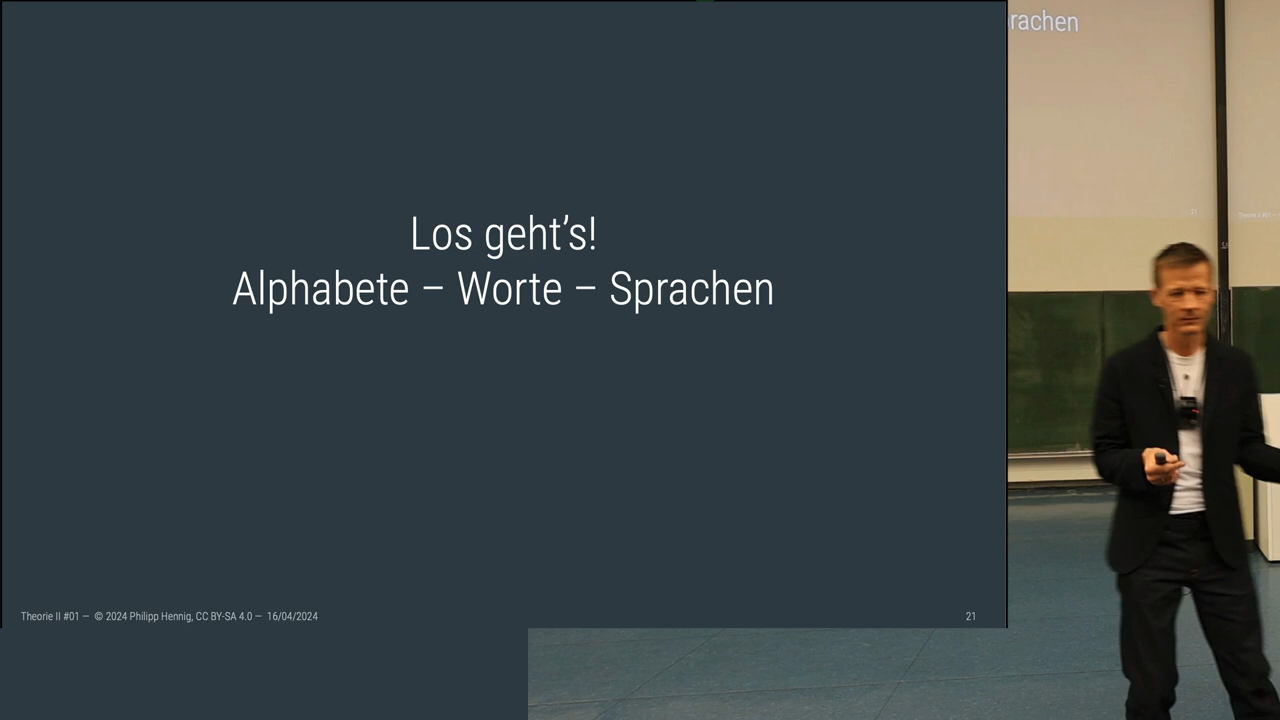 Los geht's!
Alphabete – Worte – Sprachen
Theorie II #01 — © 2024 Philipp Hennig, CC BY-SA 4.0 — 16/04/2024
21
rachen